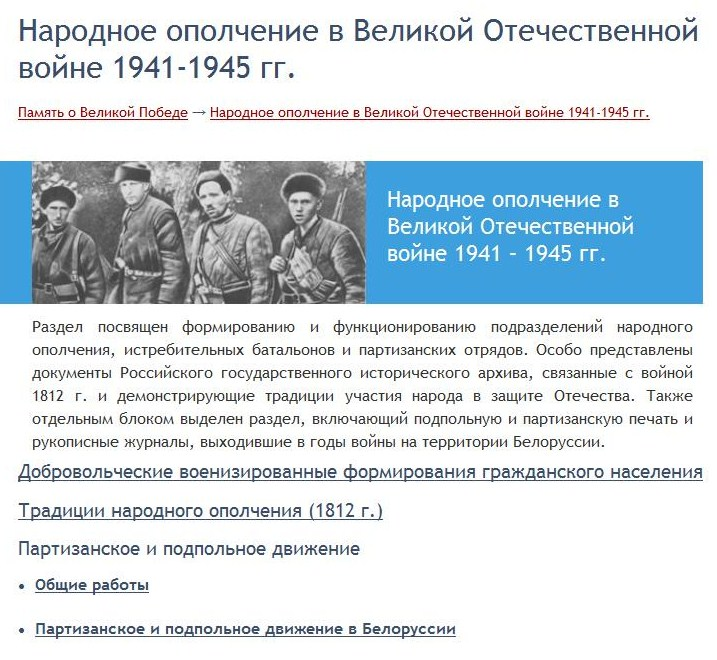 Народное ополчение в Великой Отечественной
войне 1941-1945 гг.
Память о Великой Победе → Народное ополчение в Великой Отечественной войне 1941-1945 гг.
Народное ополчение в
Великой Отечественной
войне 1941 – 1945 гг.
Раздел посвящен формированию и функционированию подразделений народного
ополчения, истребительных батальонов и партизанских отрядов. Особо представлены
документы Российского государственного исторического архива, связанные с войной
1812 г. и демонстрирующие традиции участия народа в защите Отечества. Также
отдельным блоком выделен раздел, включающий подпольную и партизанскую печать и
рукописные журналы, выходившие в годы войны на территории Белоруссии.
Добровольческие военизированные формирования гражданского населения
Традиции народного ополчения (1812 г.)
Партизанское и подпольное движение
• Общие работы
• Партизанское и подпольное движение в Белоруссии